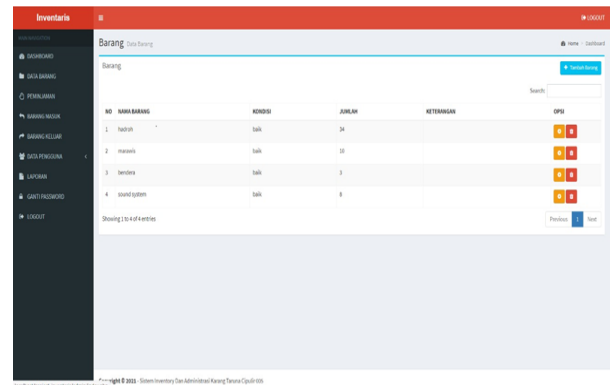 Inventaris
LOGOUT
MAIN NAVIGATION
DASHBOARD
DATA BARANG
PEMINJAMAN
BARANG MASUK
BARANG KELUAR
DATA PENGGUNA
LAPORAN
GANTI PASSWORD
LOGOUT
Barang Data Barang
Home Dashboard
Barang
+ Tambah Barang
Search:
NO NAMA BARANG KONDISI JUMLAH KETERANGAN OPSI
1 hadroh baik 34
2 marawis baik 16
3 bendera baik 3
4 sound system baik 8
Showing 1 to 4 of 4 entries
Previous 1 Next
© 2021 - Sistem Inventory Dan Administrasi Karang Taruna Cipulir